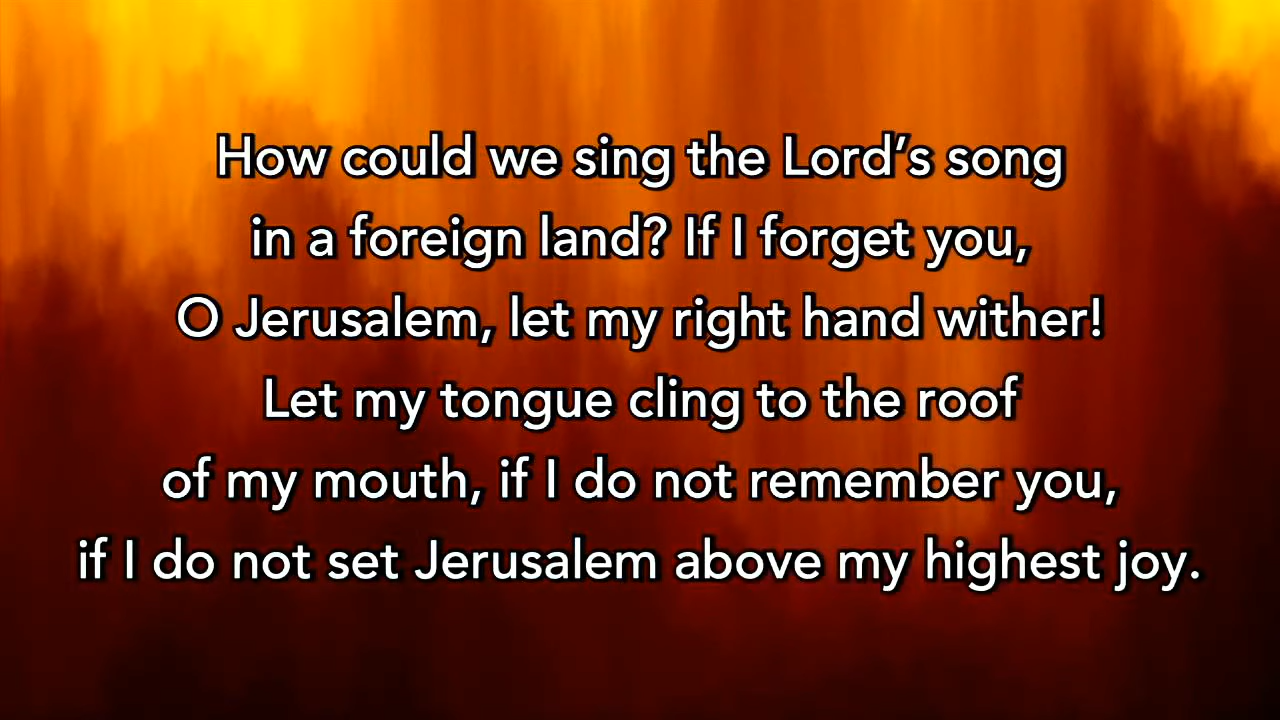 How could we sing the Lord’s song
in a foreign land? If I forget you,
O Jerusalem, let my right hand wither!
Let my tongue cling to the roof
of my mouth, if I do not remember you,
if I do not set Jerusalem above my highest joy.